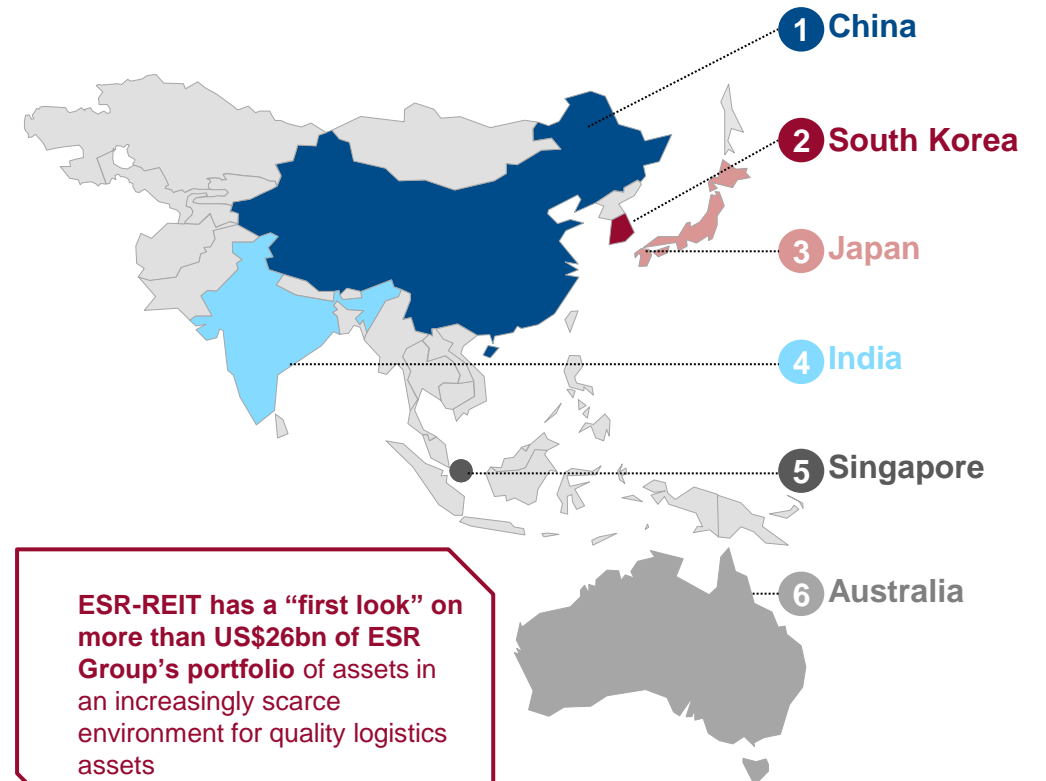 1 China
2 South Korea
3 Japan
4 India
5 Singapore
6 Australia
ESR-REIT has a “first look” on
more than US$26bn of ESR
Group’s portfolio of assets in
an increasingly scarce
environment for quality logistics
assets